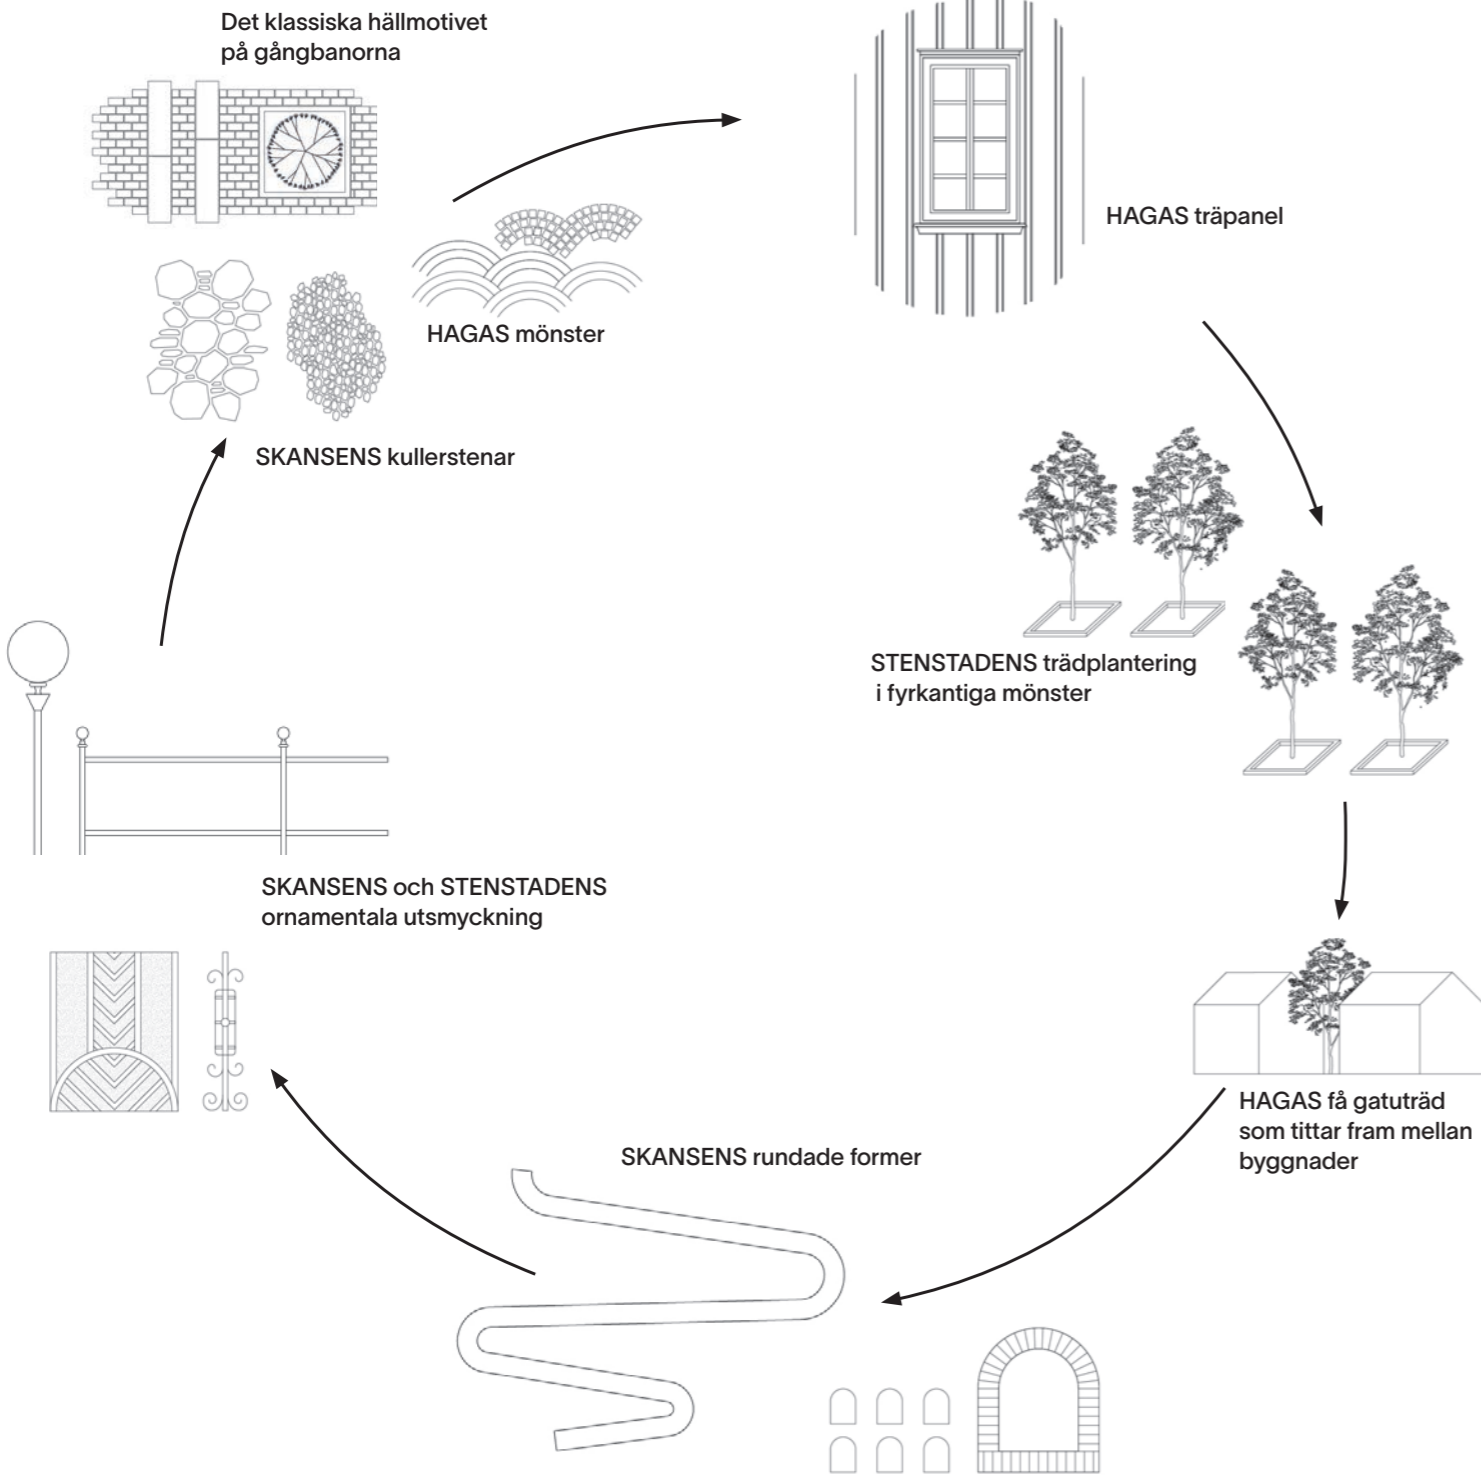 Det klassiska hällmotivet
på gångbanorna
HAGAS träpanel
HAGAS mönster
SKANSENS kullerstenar
STENSTADENS trädplantering
i fyrkantiga mönster
SKANSENS och STENSTADENS
ornamentala utsmyckning
HAGAS få gatuträd
som tittar fram mellan
byggnader
SKANSENS rundade former